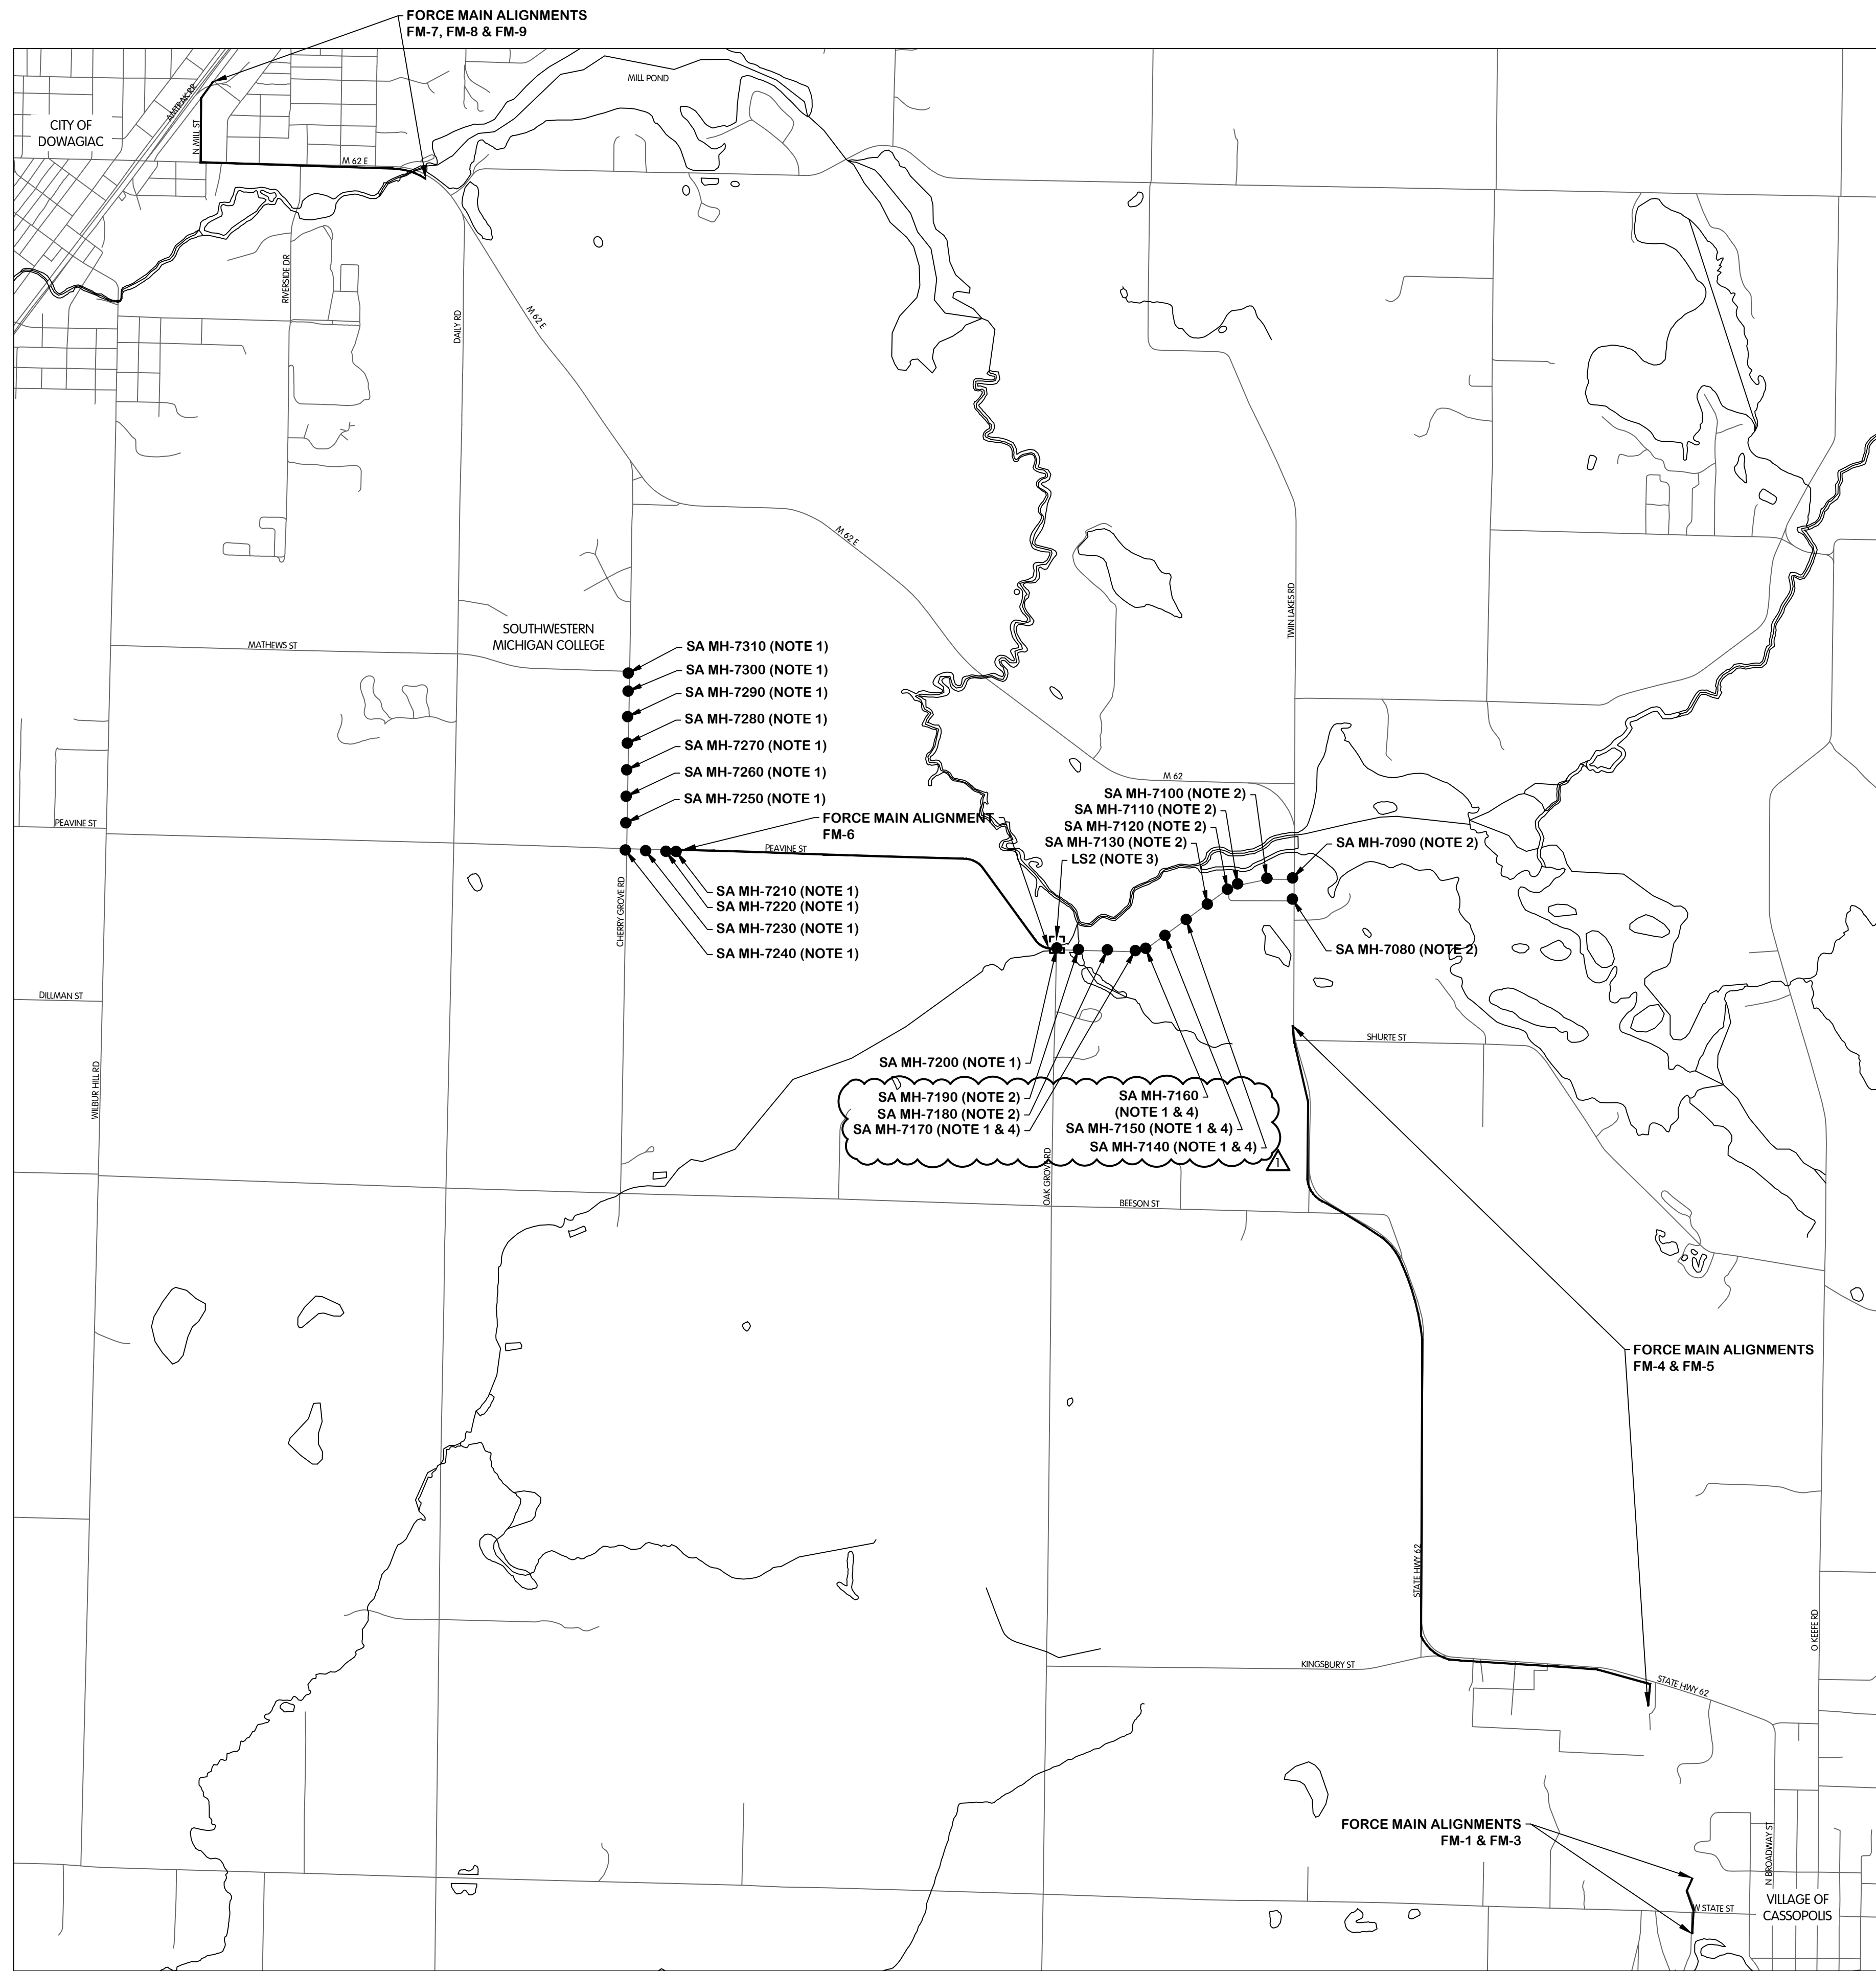 FORCE MAIN ALIGNMENTS
FM-7, FM-8 & FM-9
MILL POND
AMTRAK RR
CITY OF
DOWAGIAC
N MILL ST
M 62 E
RIVERSIDE DR
DAILY RD
M 62 E
M 62 E
TWIN LAKES RD
SOUTHWESTERN
MICHIGAN COLLEGE
MATHEWS ST
SA MH-7310 (NOTE 1)
SA MH-7300 (NOTE 1)
SA MH-7290 (NOTE 1)
SA MH-7280 (NOTE 1)
SA MH-7270 (NOTE 1)
SA MH-7260 (NOTE 1)
SA MH-7250 (NOTE 1)
M 62
SA MH-7100 (NOTE 2)
SA MH-7110 (NOTE 2)
SA MH-7120 (NOTE 2)
SA MH-7130 (NOTE 2)
LS2 (NOTE 3)
SA MH-7090 (NOTE 2)
FORCE MAIN ALIGNMENT
FM-6
PEAVINE ST
PEAVINE ST
SA MH-7210 (NOTE 1)
SA MH-7220 (NOTE 1)
SA MH-7230 (NOTE 1)
SA MH-7240 (NOTE 1)
CHERRY GROVE RD
SA MH-7080 (NOTE 2)
DILLMAN ST
WILBUR HILL RD
SHURTE ST
SA MH-7200 (NOTE 1)
SA MH-7190 (NOTE 2)
SA MH-7180 (NOTE 2)
SA MH-7170 (NOTE 1 & 4)
SA MH-7160
(NOTE 1 & 4)
SA MH-7150 (NOTE 1 & 4)
SA MH-7140 (NOTE 1 & 4)
1
OAK GROVE RD
BEESON ST
FORCE MAIN ALIGNMENTS
FM-4 & FM-5
STATE HWY 62
O KEEFE RD
KINGSBURY ST
STATE HWY 62
FORCE MAIN ALIGNMENTS
FM-1 & FM-3
N BROADWAY ST
W STATE ST
VILLAGE OF
CASSOPOLIS